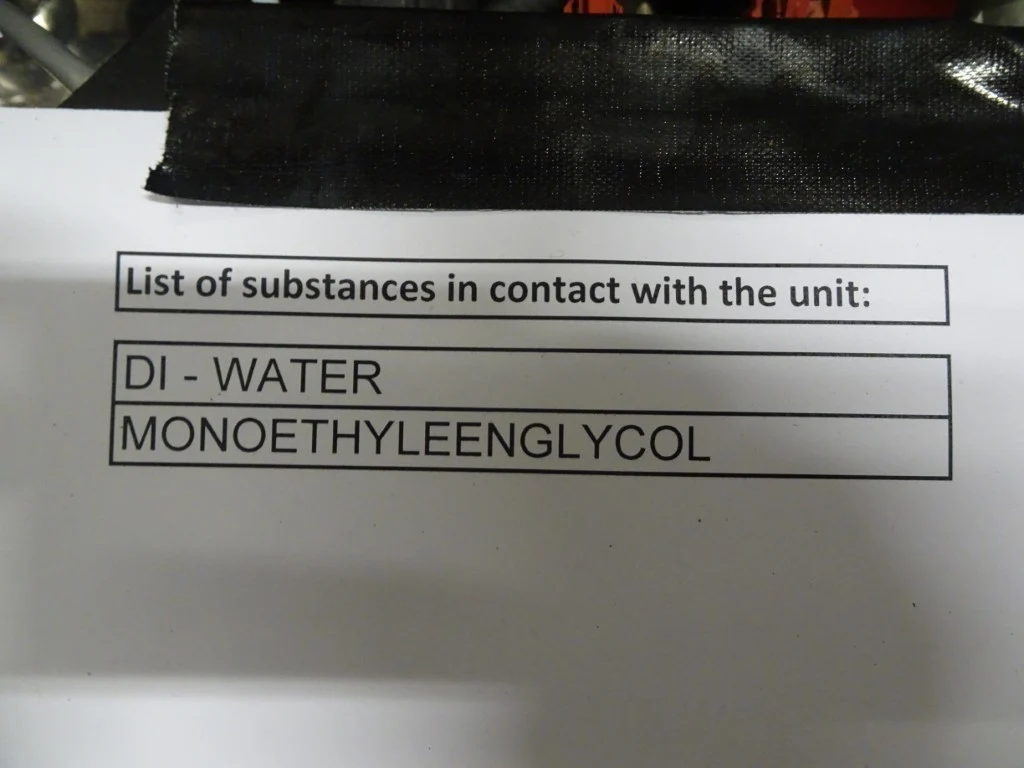 List of substances in contact with the unit:
DI - WATER
MONOETHYLEENGLYCOL